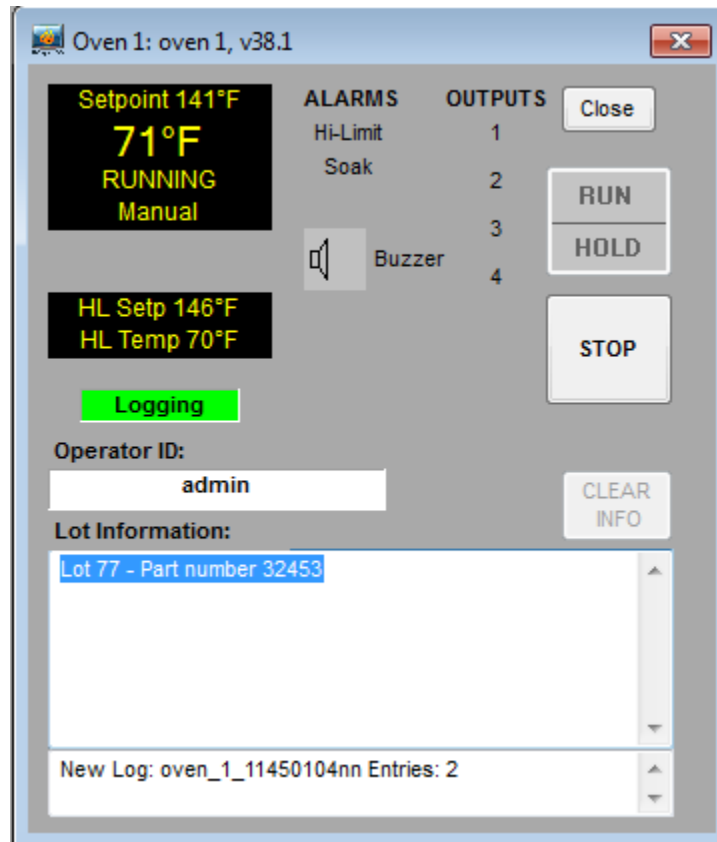 Oven 1: oven 1, v38.1
Setpoint 141°F
71°F
RUNNING
Manual
ALARMS
Hi-Limit
Soak
Buzzer
OUTPUTS
1
2
3
4
Close
RUN
HOLD
HL Setp 146°F
HL Temp 70°F
STOP
Logging
Operator ID:
admin
CLEAR
INFO
Lot Information:
Lot 77 - Part number 32453
New Log: oven_1_11450104nn Entries: 2